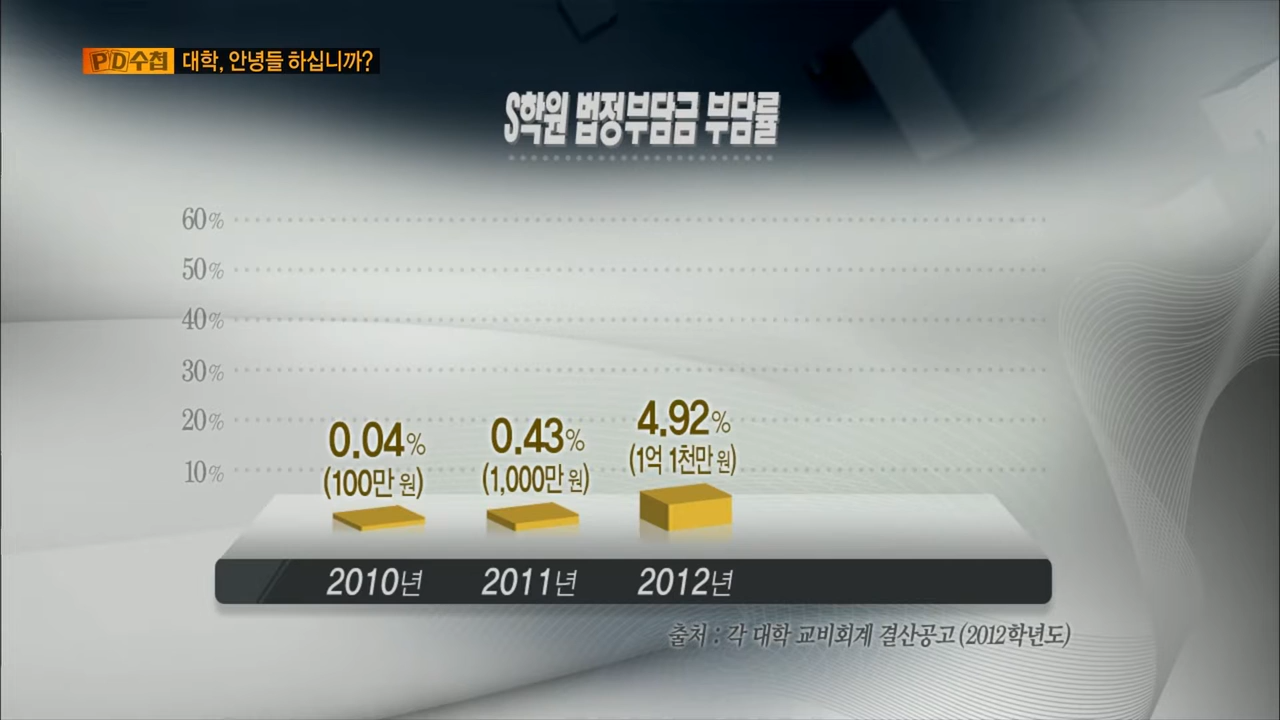 PD수첩 대학, 안녕들 하십니까?
S학원 법정부담금 부담률
60%
50%
40%
30%
20%
10%
0.04%
(100만 원)
0.43%
(1,000만 원)
4.92%
(1억 1천만 원)
2010년 2011년 2012년
출처 : 각 대학 교비회계 결산공고 (2012학년도)